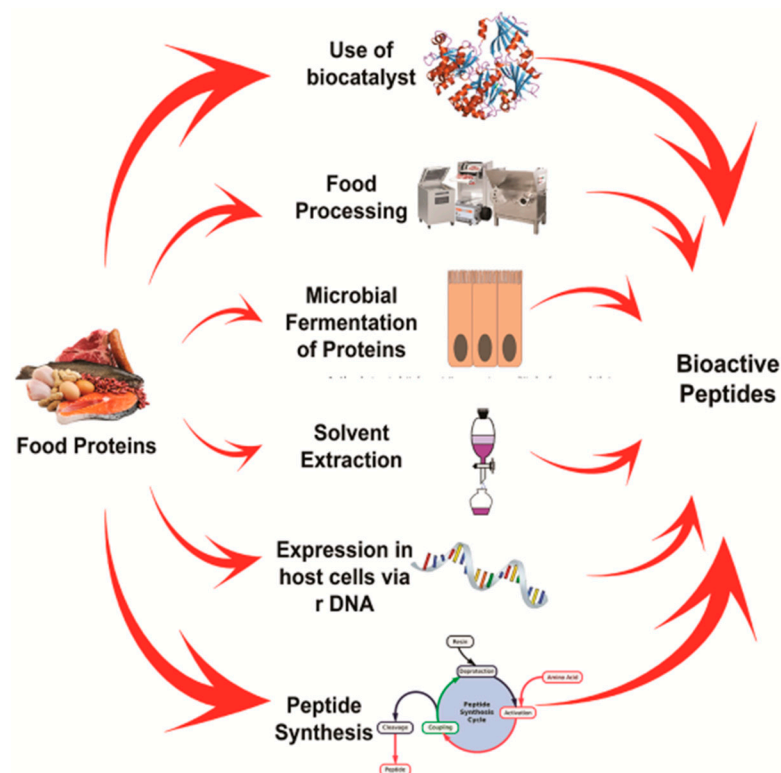 Use of
biocatalyst
Food
Processing
Microbial
Fermentation
of Proteins
Bioactive
Peptides
Food Proteins
Solvent
Extraction
Expression in
host cells via
r DNA
Peptide
Synthesis
Resin
Deprotection
Amino Acid
Peptide
Synthesis
Cycle
Cleavage
Coupling
Activation
Peptide